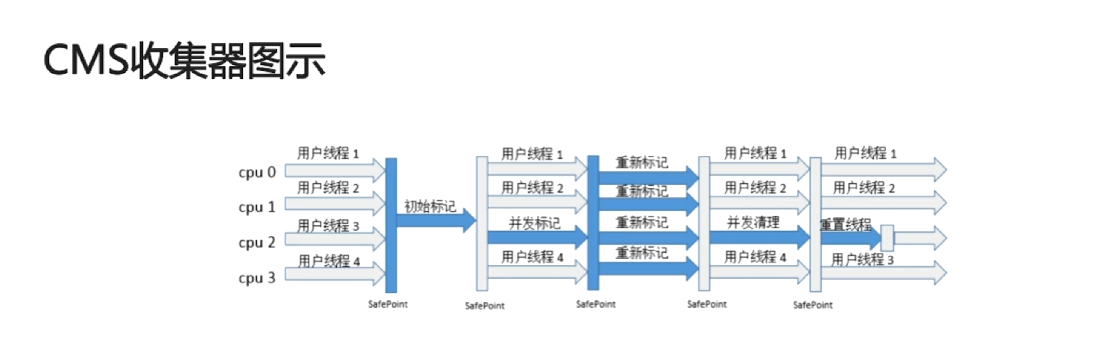 CMS收集器图示
用户线程 1 用户线程 1 重新标记 用户线程 1 用户线程 1
cpu 0
用户线程 2 用户线程 2 重新标记 用户线程 2 用户线程 2
cpu 1 初始标记
用户线程 3 并发标记 重新标记 并发清理 重置线程
cpu 2
用户线程 4 用户线程 4 重新标记 用户线程 4 用户线程 3
cpu 3
SafePoint SafePoint SafePoint SafePoint SafePoint